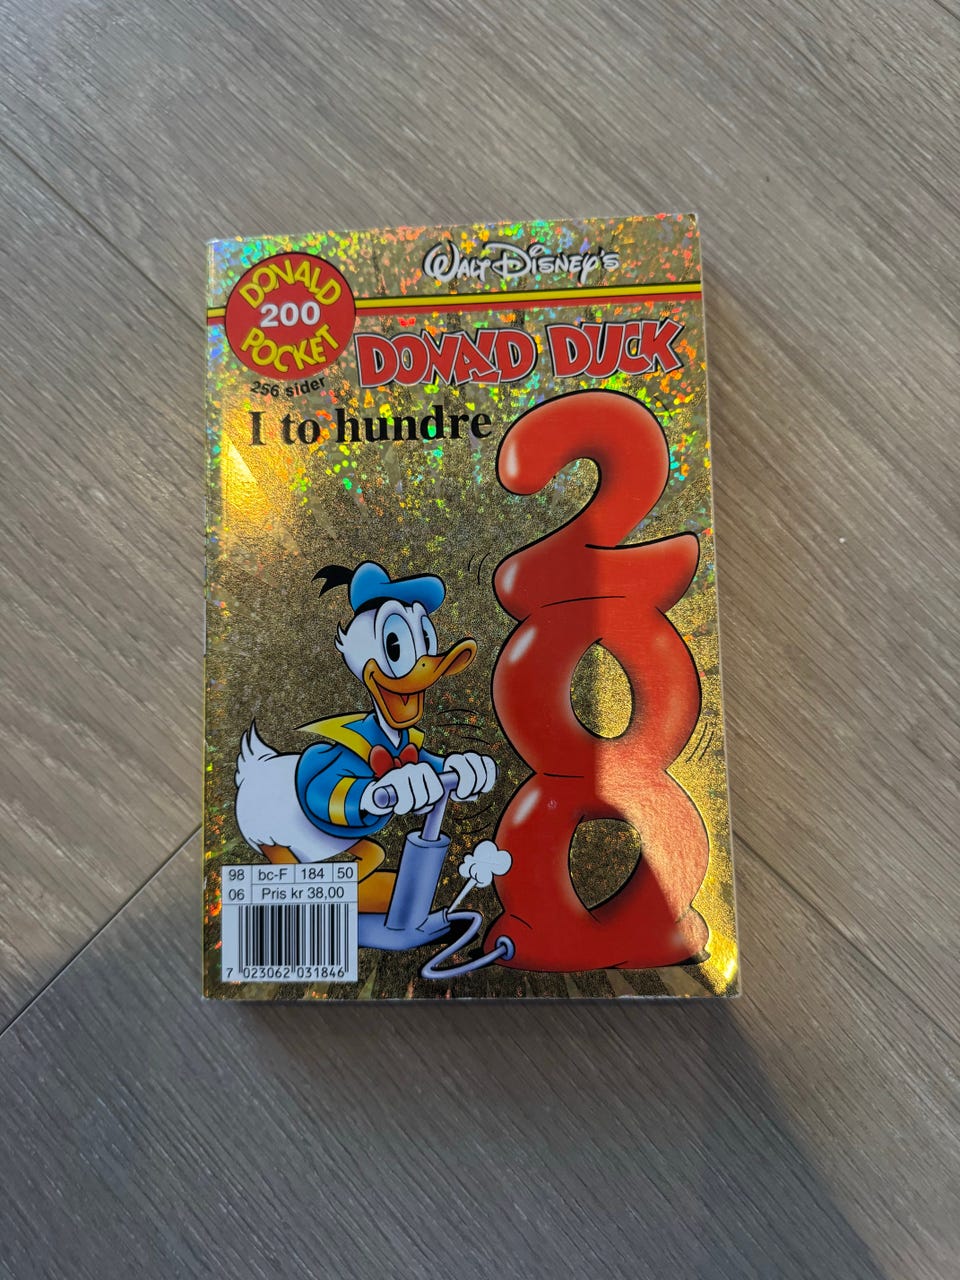 WALT DISNEY'S
DONALD
200
POCKET
256 sider
DONALD DUCK
I to hundre
200
98 bc-F 184 50
06 Pris kr 38,00
7 023062 031846